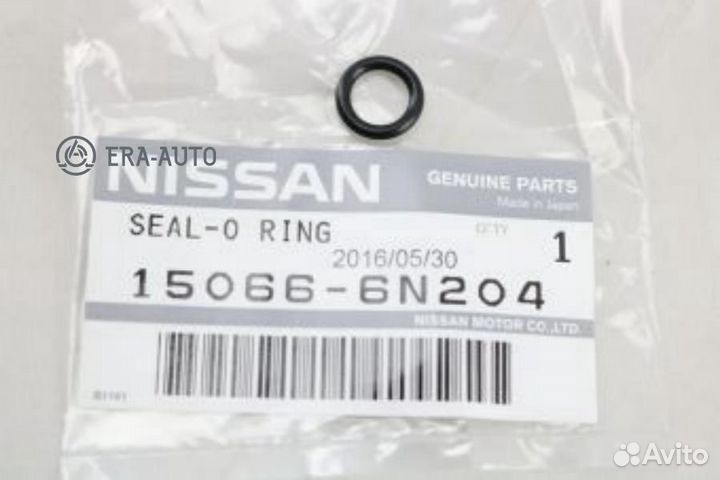 ERA-AUTO
NISSAN
GENUINE PARTS
Made in Japan
SEAL-O RING
Q'TY
1
2016/05/30
15066-6N204
NISSAN MOTOR CO.,LTD.
Avito